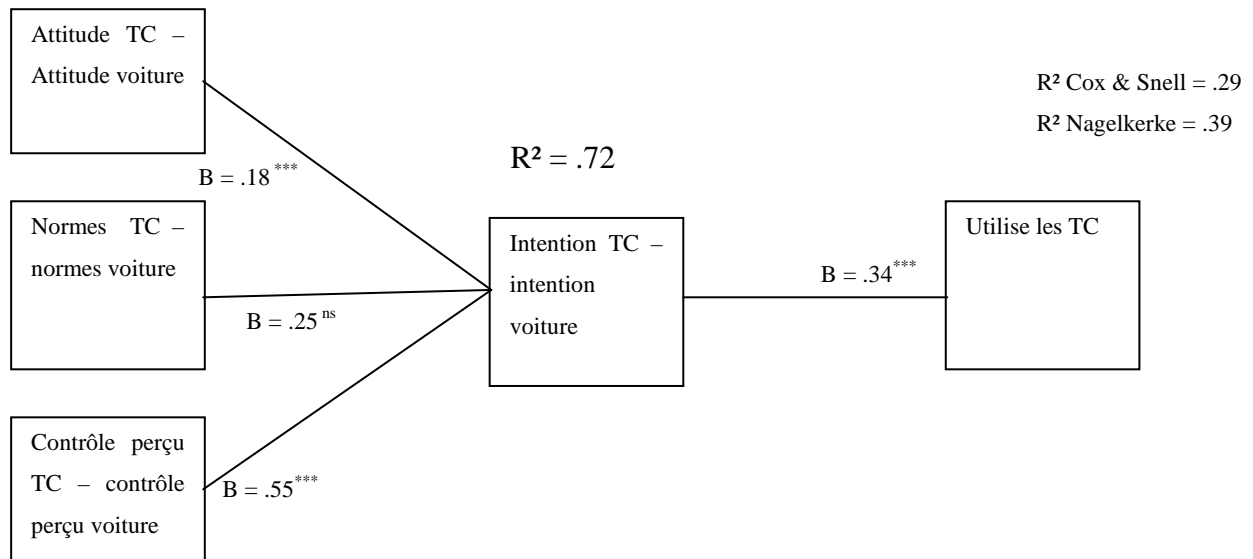 Attitude TC –
Attitude voiture
R² Cox & Snell = .29
R² Nagelkerke = .39
R² = .72
B = .18***
Normes TC –
normes voiture
Intention TC –
intention
voiture
Utilise les TC
B = .34***
B = .25 ns
Contrôle perçu
TC – contrôle
perçu voiture
B = .55***